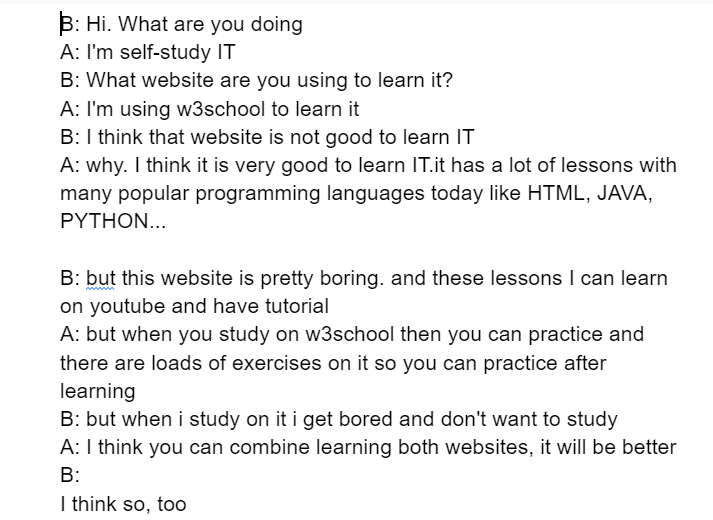 B: Hi. What are you doing
A: I'm self-study IT
B: What website are you using to learn it?
A: I'm using w3school to learn it
B: I think that website is not good to learn IT
A: why. I think it is very good to learn IT.it has a lot of lessons with
many popular programming languages today like HTML, JAVA,
PYTHON...
B: but this website is pretty boring. and these lessons I can learn
on youtube and have tutorial
A: but when you study on w3school then you can practice and
there are loads of exercises on it so you can practice after
learning
B: but when i study on it i get bored and don't want to study
A: I think you can combine learning both websites, it will be better
B:
I think so, too